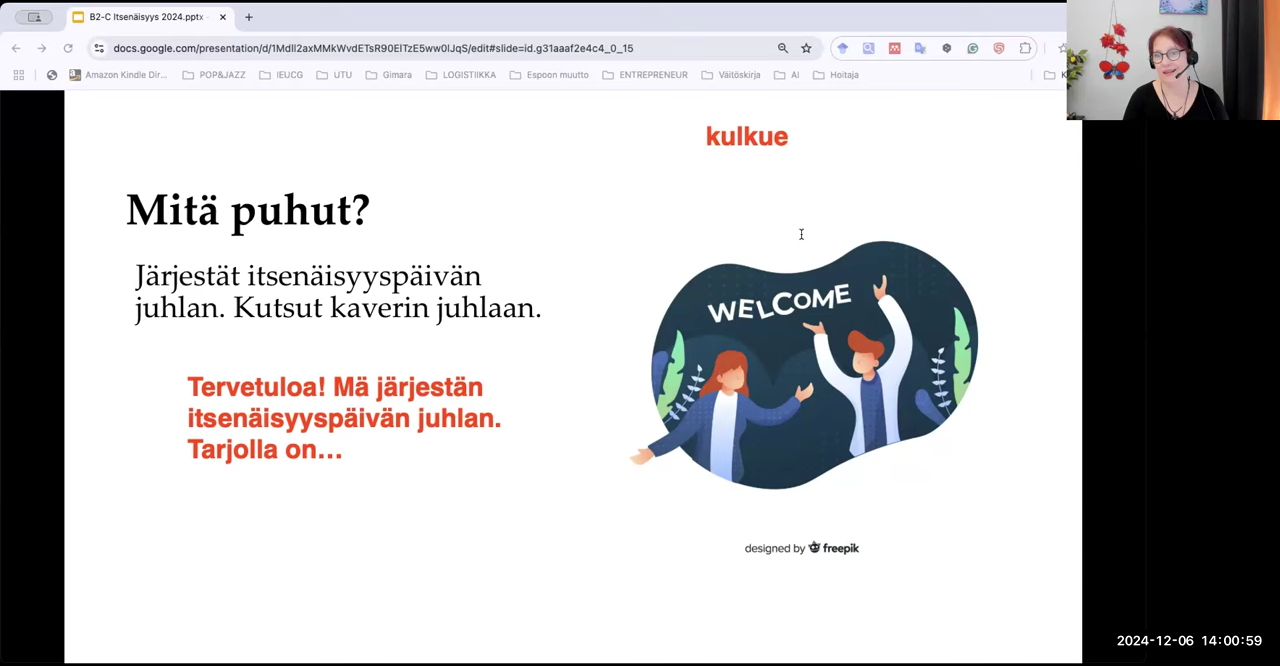 B2-C Itsenäisyys 2024.pptx
docs.google.com/presentation/d/1MdlI2axMMkWvdETsR90ElTzE5ww0IJqS/edit#slide=id.g31aaaf2e4c4_0_15
Amazon Kindle Dir... POP&JAZZ IEUCG UTU Gimara LOGISTIIKKA Espoon muutto ENTREPRENEUR Väitöskirja AI Hoitaja
kulkue
Mitä puhut?
Järjestät itsenäisyyspäivän
juhlan. Kutsut kaverin juhlaan.
WELCOME
Tervetuloa! Mä järjestän
itsenäisyyspäivän juhlan.
Tarjolla on...
designed by freepik
2024-12-06 14:00:59